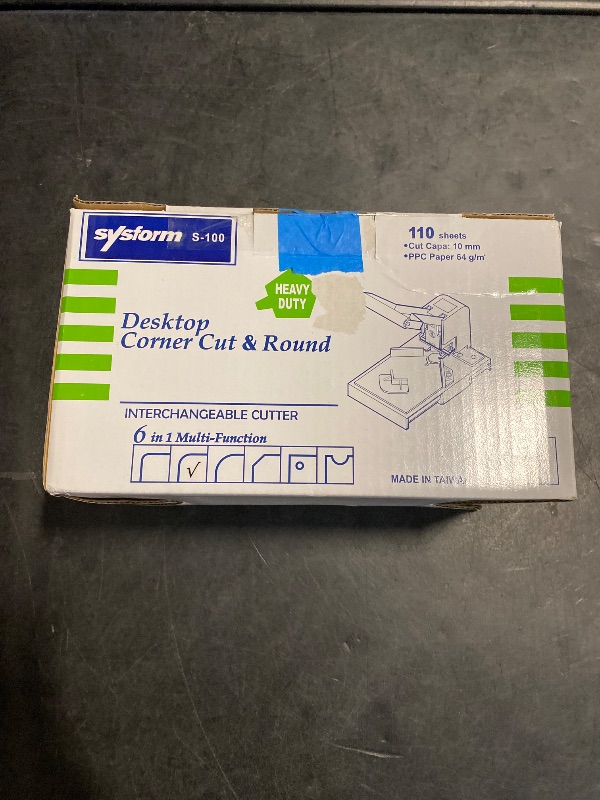 sysform S-100
110 sheets
•Cut Capa: 10 mm
•PPC Paper 64 g/m²
HEAVY
DUTY
Desktop
Corner Cut & Round
INTERCHANGEABLE CUTTER
6 in 1 Multi-Function
MADE IN TAIWAN